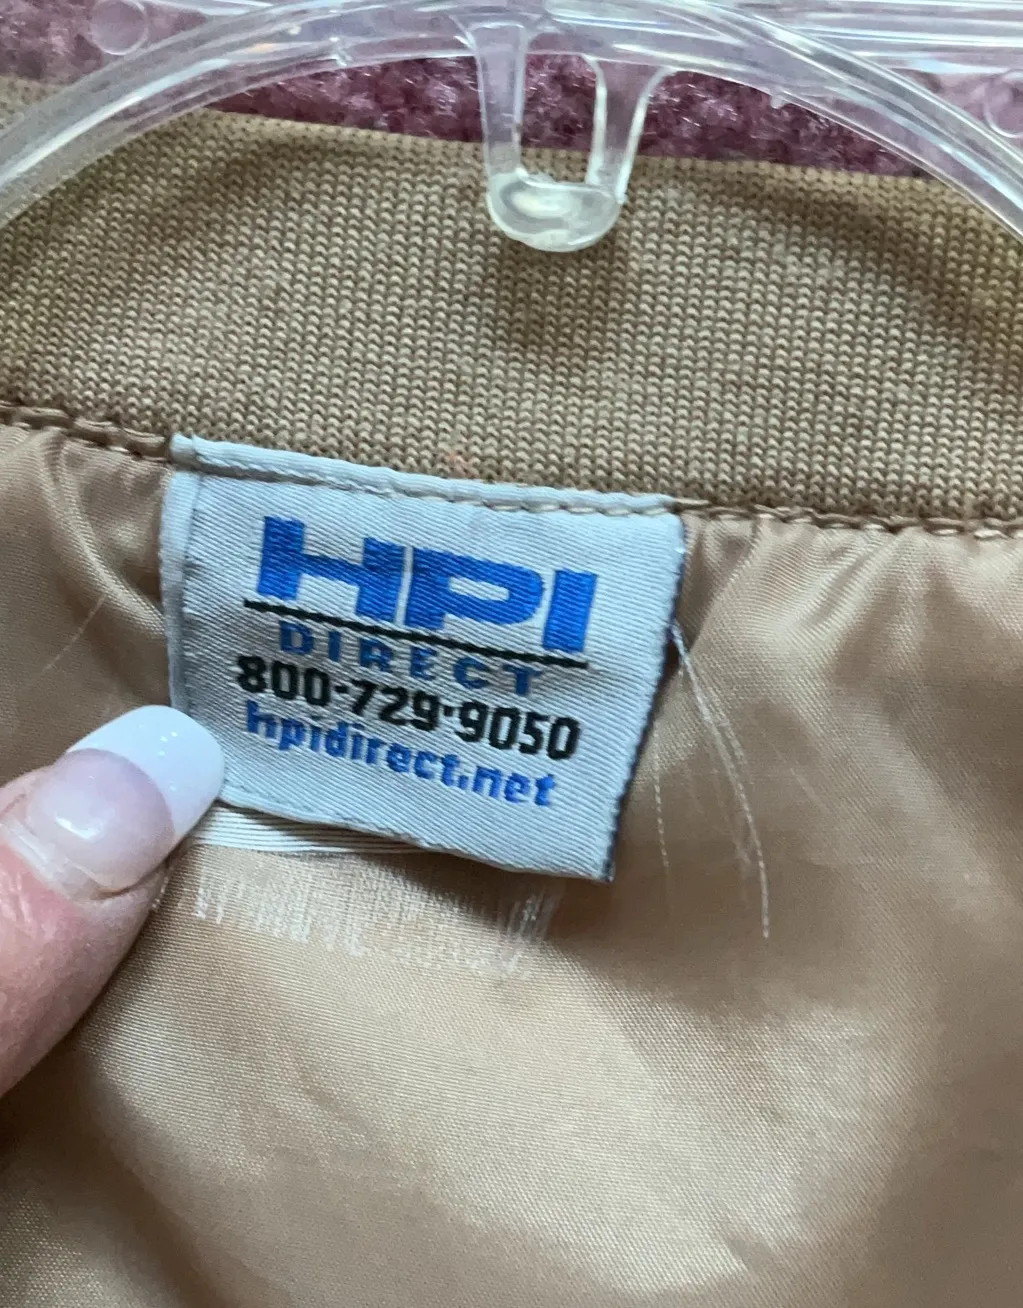 HPI
DIRECT
800-729-9050
hpidirect.net